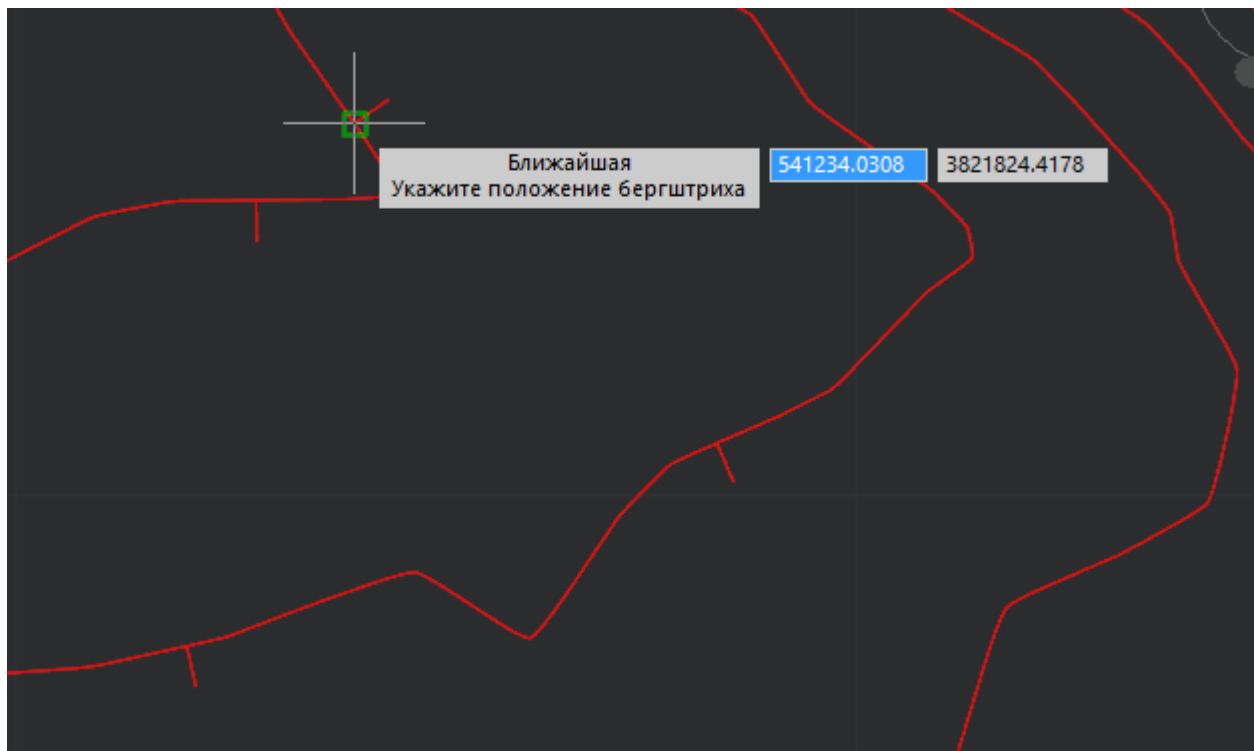 Ближайшая
Укажите положение бергштриха
541234.0308
3821824.4178